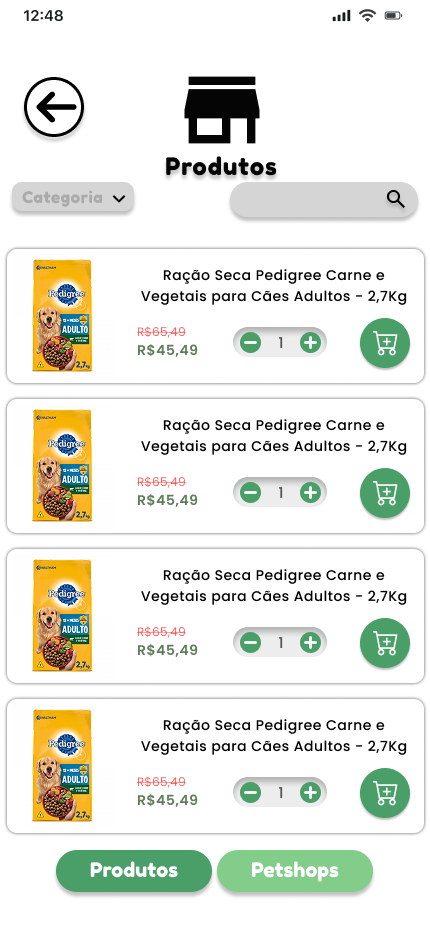 12:48
Produtos
Categoria
Pedigree
ADULTO
2,7Kg
Ração Seca Pedigree Carne e
Vegetais para Cães Adultos - 2,7Kg
R$65,49
R$45,49
1
Pedigree
ADULTO
2,7Kg
Ração Seca Pedigree Carne e
Vegetais para Cães Adultos - 2,7Kg
R$65,49
R$45,49
1
Pedigree
ADULTO
2,7Kg
Ração Seca Pedigree Carne e
Vegetais para Cães Adultos - 2,7Kg
R$65,49
R$45,49
1
Pedigree
ADULTO
2,7Kg
Ração Seca Pedigree Carne e
Vegetais para Cães Adultos - 2,7Kg
R$65,49
R$45,49
1
Produtos
Petshops